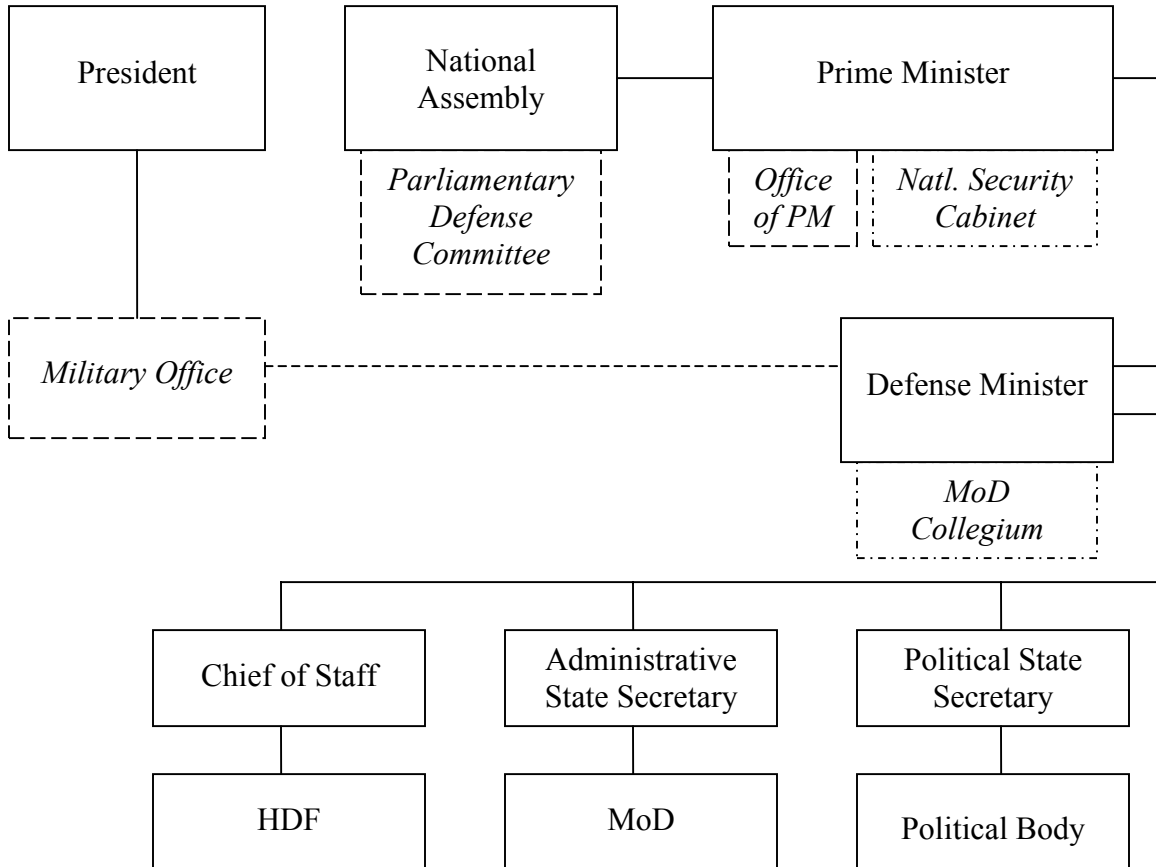 President
National
Assembly
Prime Minister
Parliamentary
Defense
Committee
Office
of PM
Natl. Security
Cabinet
Military Office
Defense Minister
MoD
Collegium
Chief of Staff
Administrative
State Secretary
Political State
Secretary
HDF
MoD
Political Body